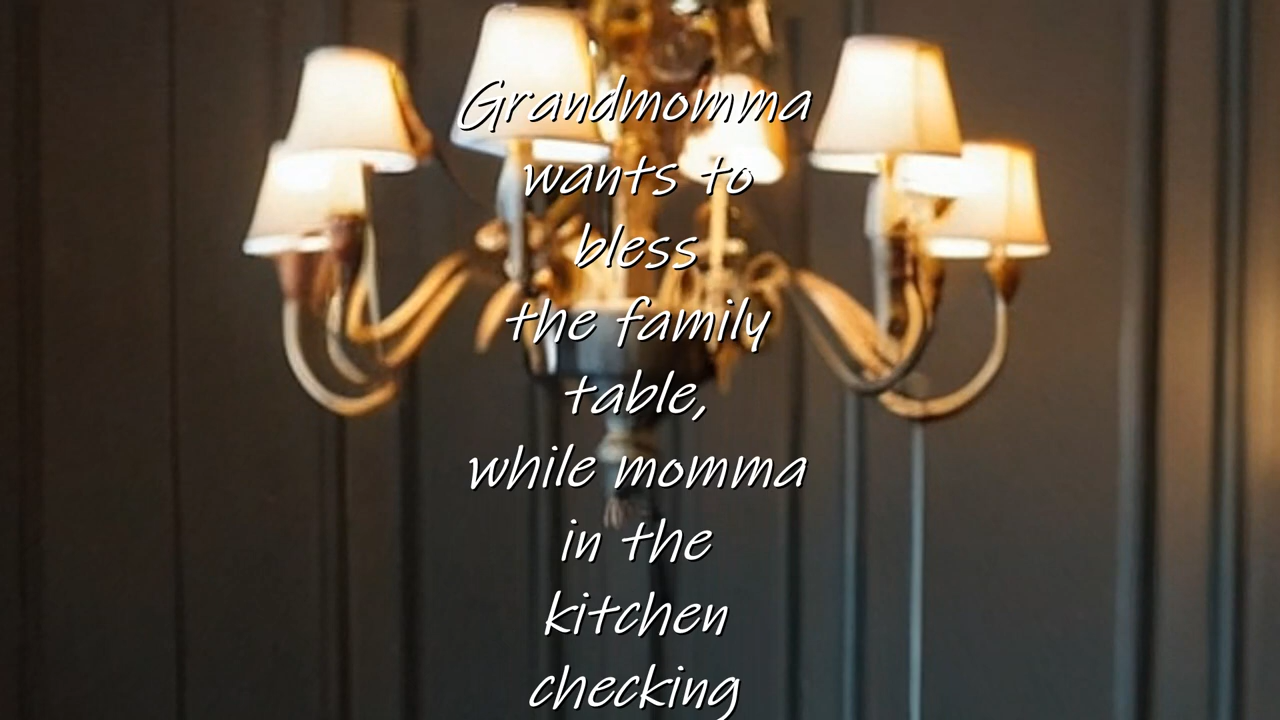 Grandmomma
wants to
bless
the family
table,
while momma
in the
kitchen
checking